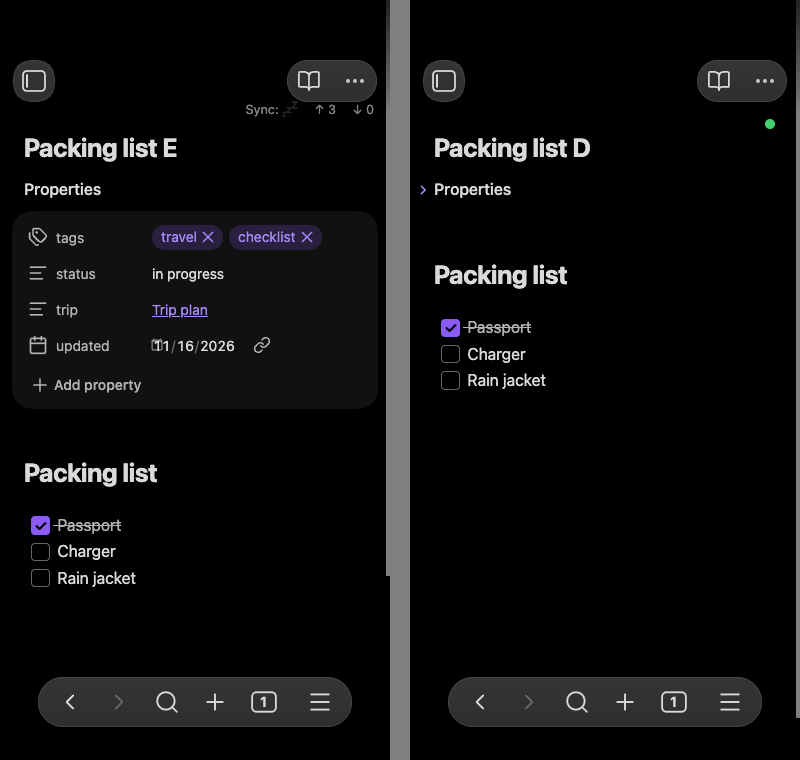 Sync: zzZ ↑ 3 ↓ 0
Packing list E
Properties
tags travel checklist
status in progress
trip Trip plan
updated 11/16/2026
Add property
Packing list
Passport
Charger
Rain jacket
1
Packing list D
Properties
Packing list
Passport
Charger
Rain jacket
1